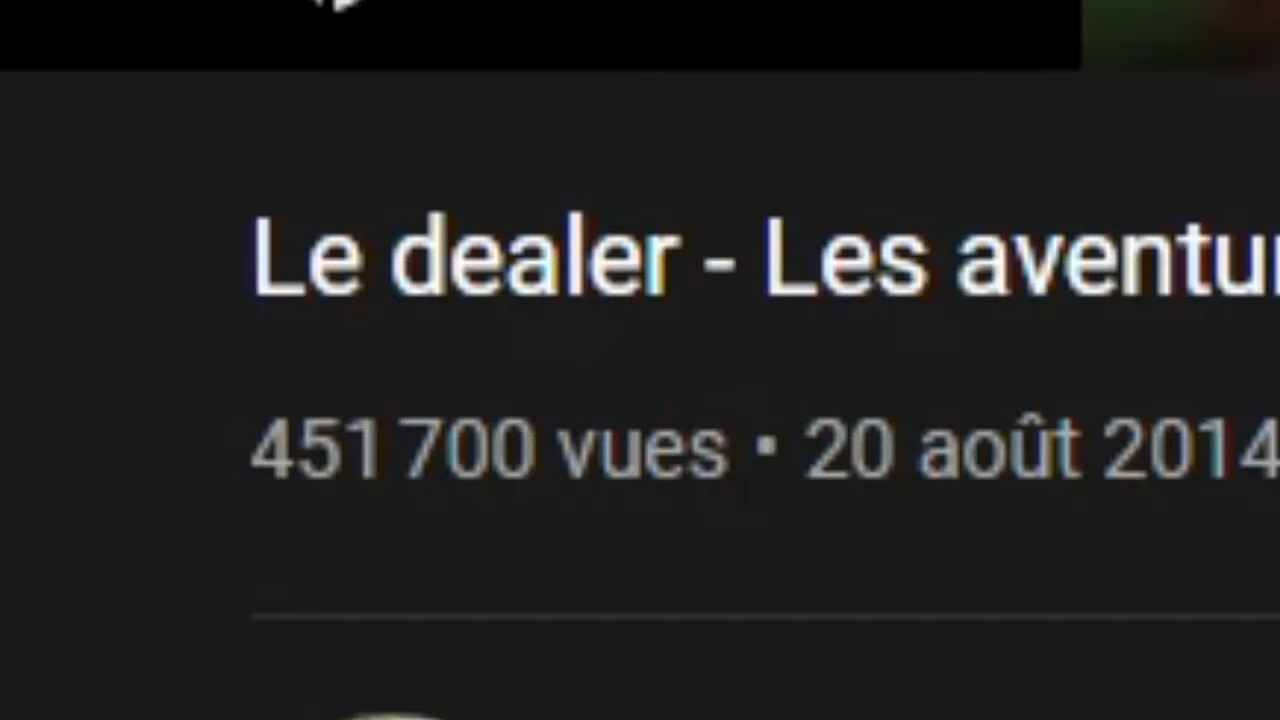 Le dealer - Les aventu
451 700 vues • 20 août 2014